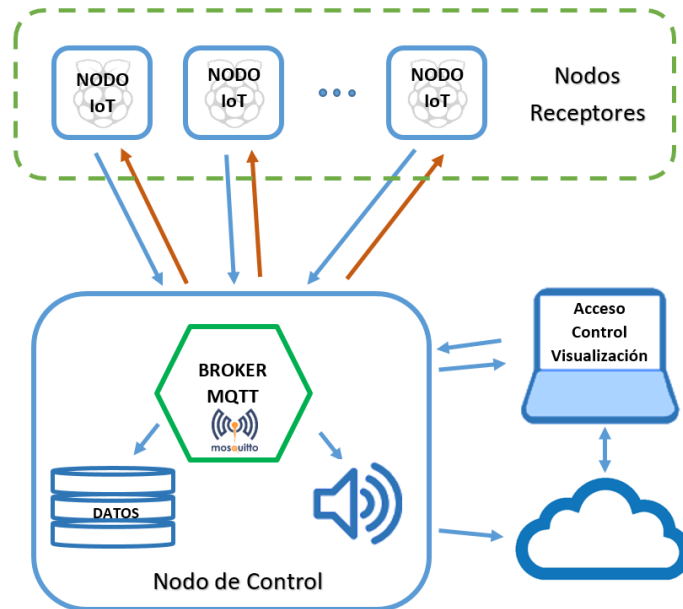 NODO
IoT
NODO
IoT
NODO
IoT
Nodos
Receptores
Acceso
Control
Visualización
BROKER
MQTT
mosquitto
DATOS
Nodo de Control